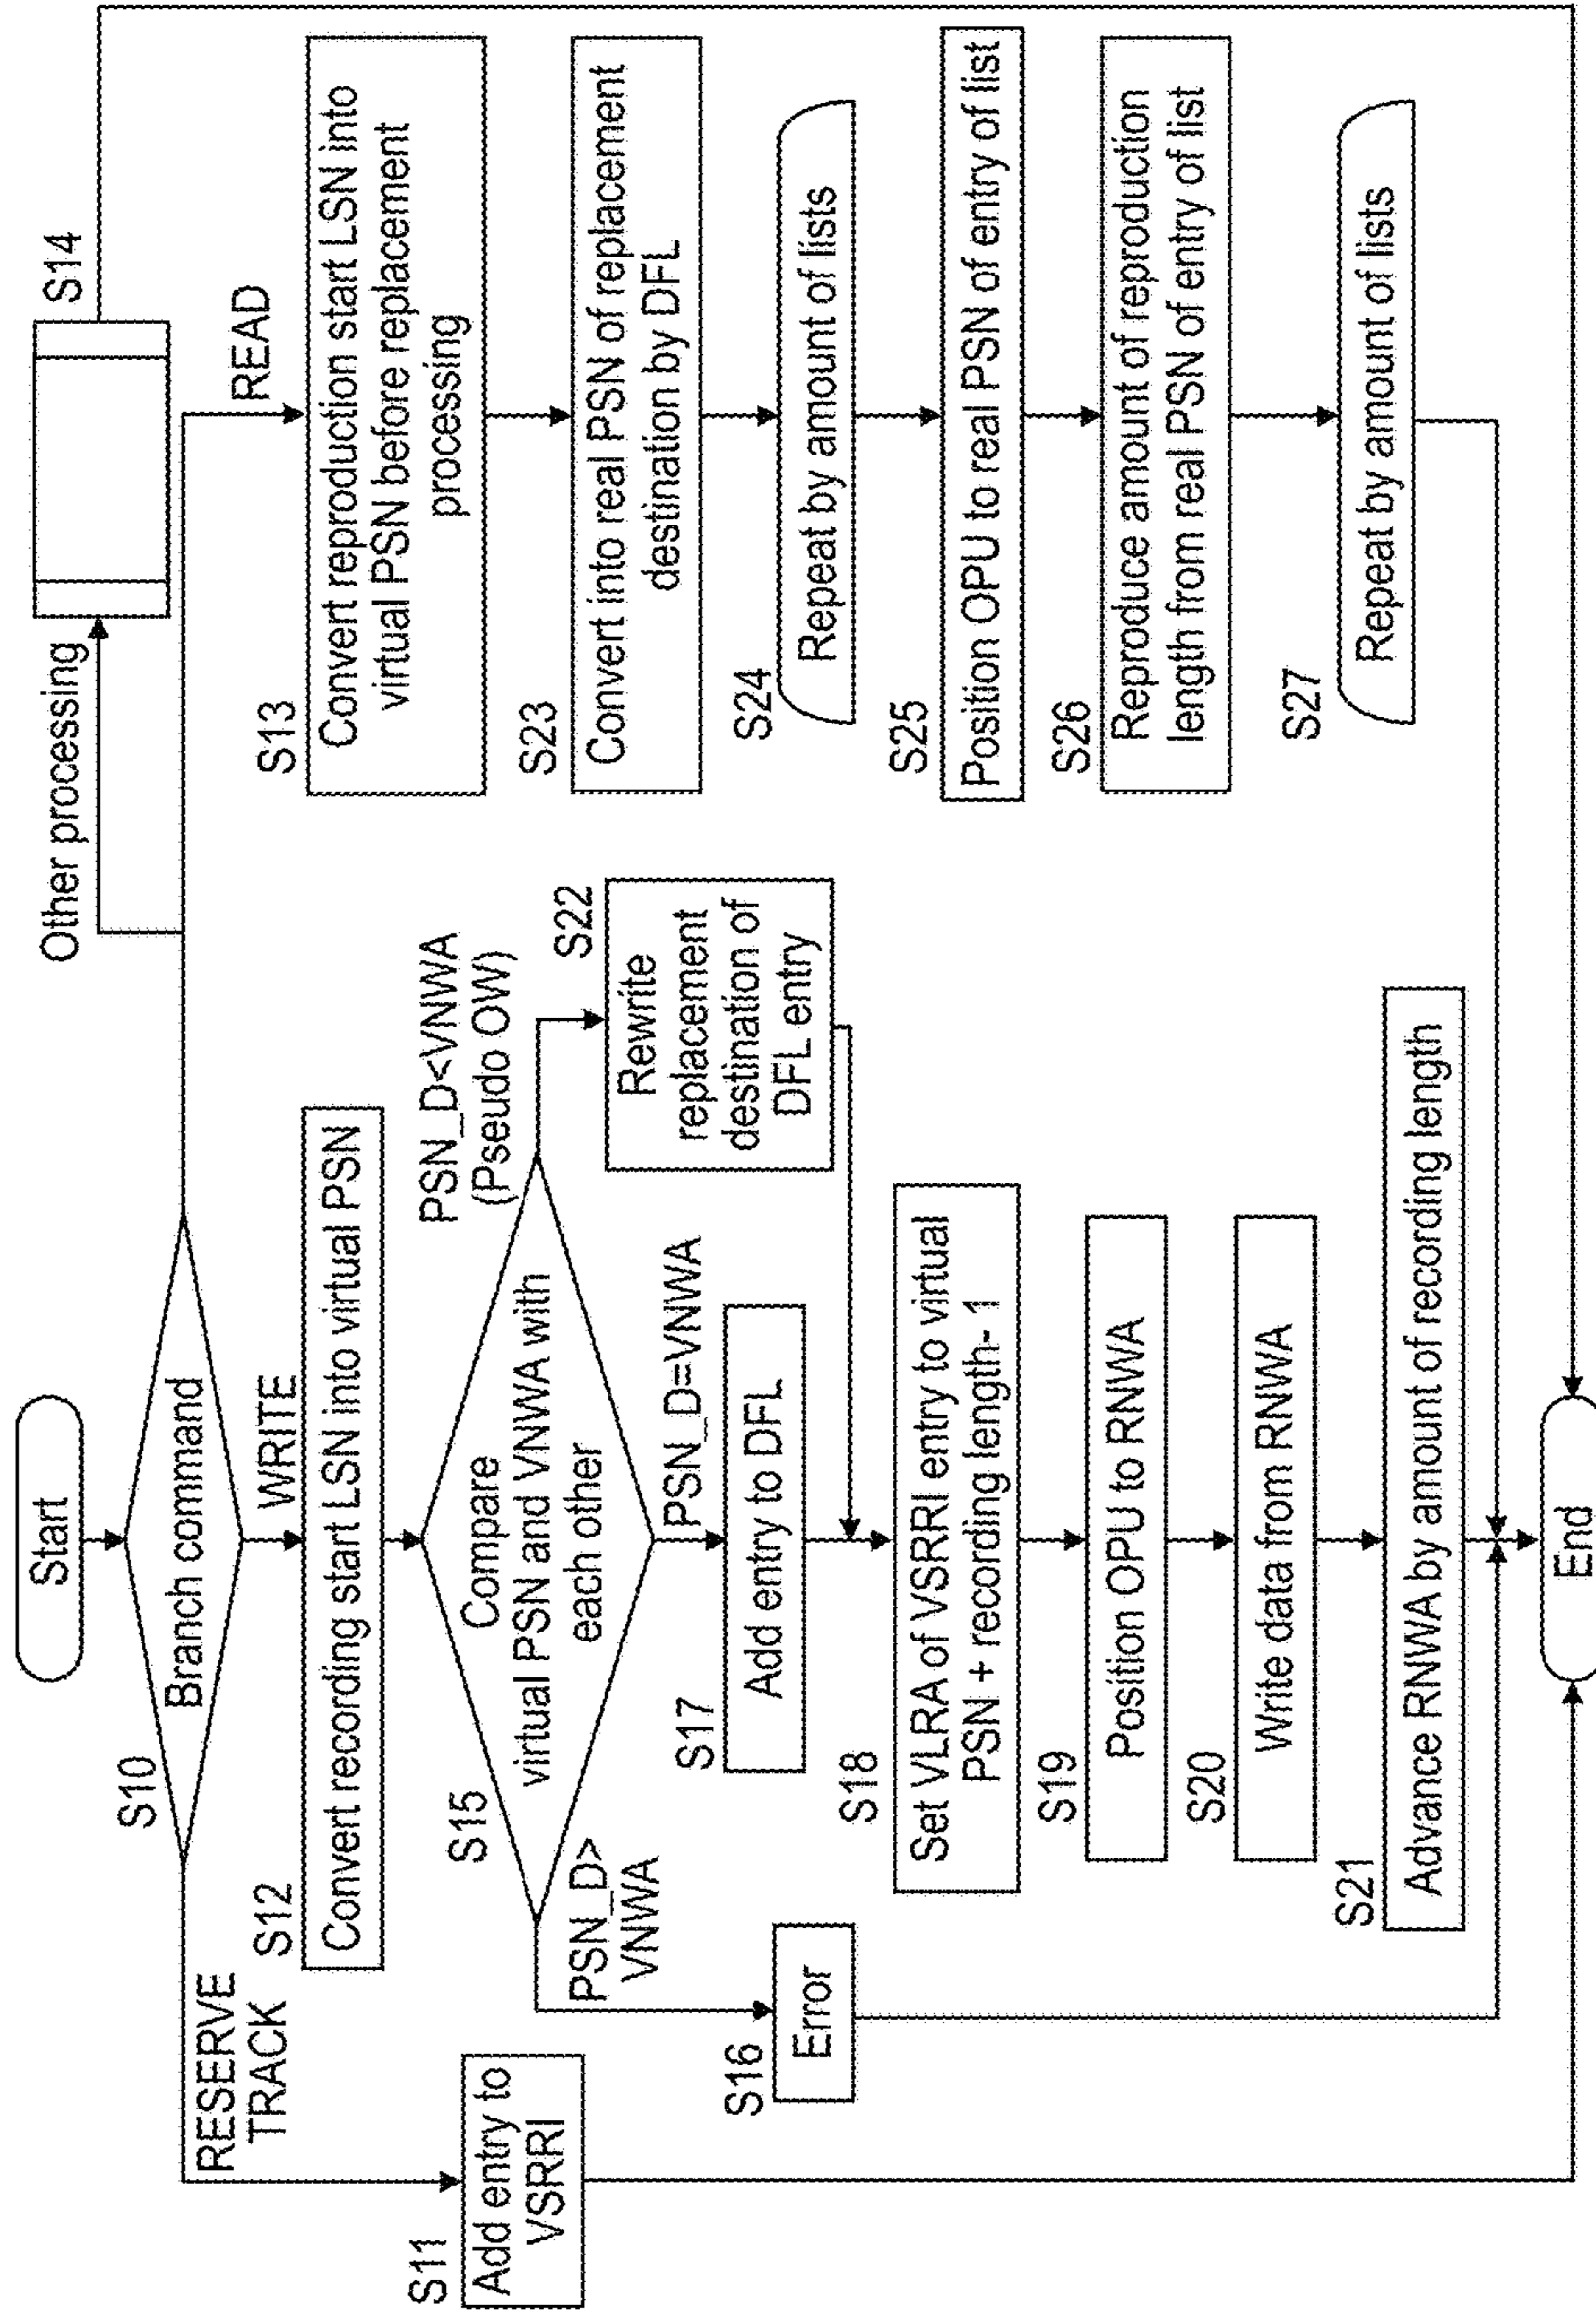 Start
S10
Branch command
RESERVE
TRACK
WRITE
READ
Other processing
S14
S11
Add entry to
VSRRI
S12
Convert recording start LSN into virtual PSN
S15
Compare
virtual PSN and VNWA with
each other
PSN_D>
VNWA
PSN_D=VNWA
PSN_D<VNWA
(Pseudo OW)
S16
Error
S17
Add entry to DFL
S22
Rewrite
replacement
destination of
DFL entry
S18
Set VLRA of VSRRI entry to virtual
PSN + recording length- 1
S19
Position OPU to RNWA
S20
Write data from RNWA
S21
Advance RNWA by amount of recording length
S13
Convert reproduction start LSN into
virtual PSN before replacement
processing
S23
Convert into real PSN of replacement
destination by DFL
S24
Repeat by amount of lists
S25
Position OPU to real PSN of entry of list
S26
Reproduce amount of reproduction
length from real PSN of entry of list
S27
Repeat by amount of lists
End